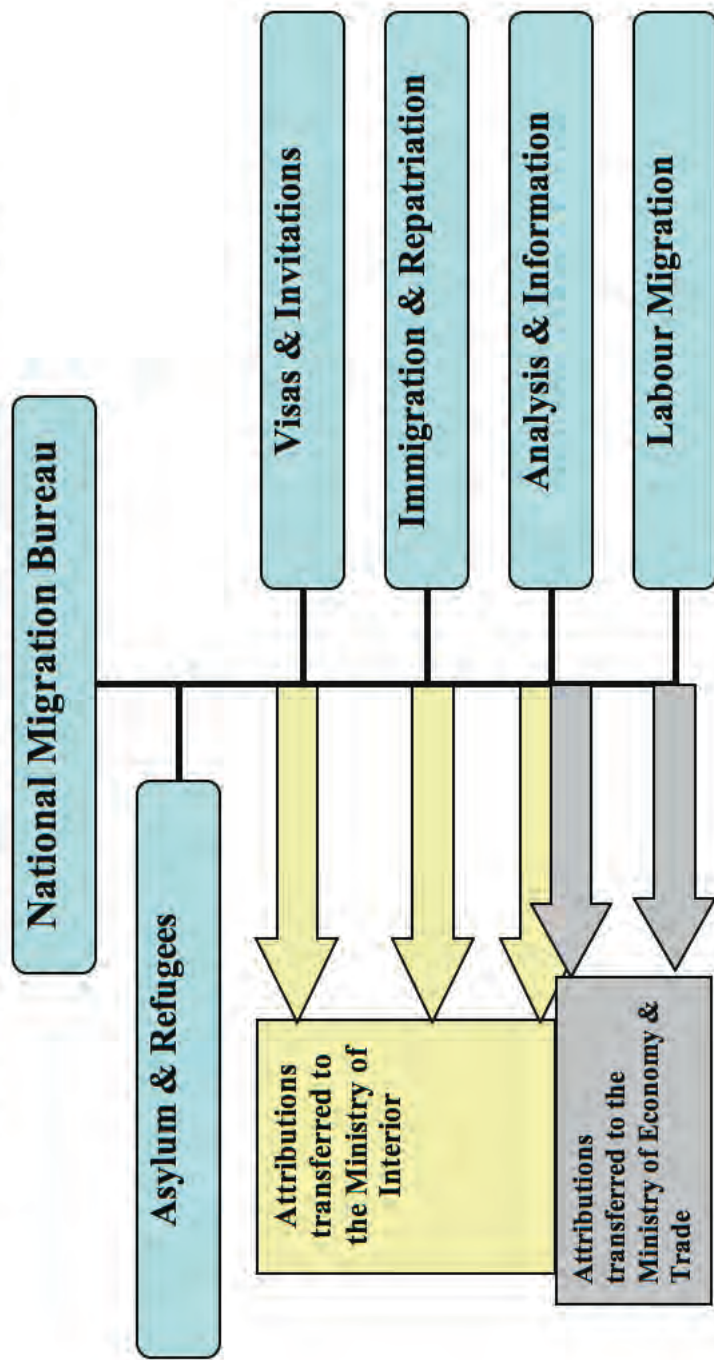 National Migration Bureau
Asylum & Refugees
Visas & Invitations
Immigration & Repatriation
Analysis & Information
Labour Migration
Attributions
transferred to
the Ministry of
Interior
Attributions
transferred to the
Ministry of Economy &
Trade